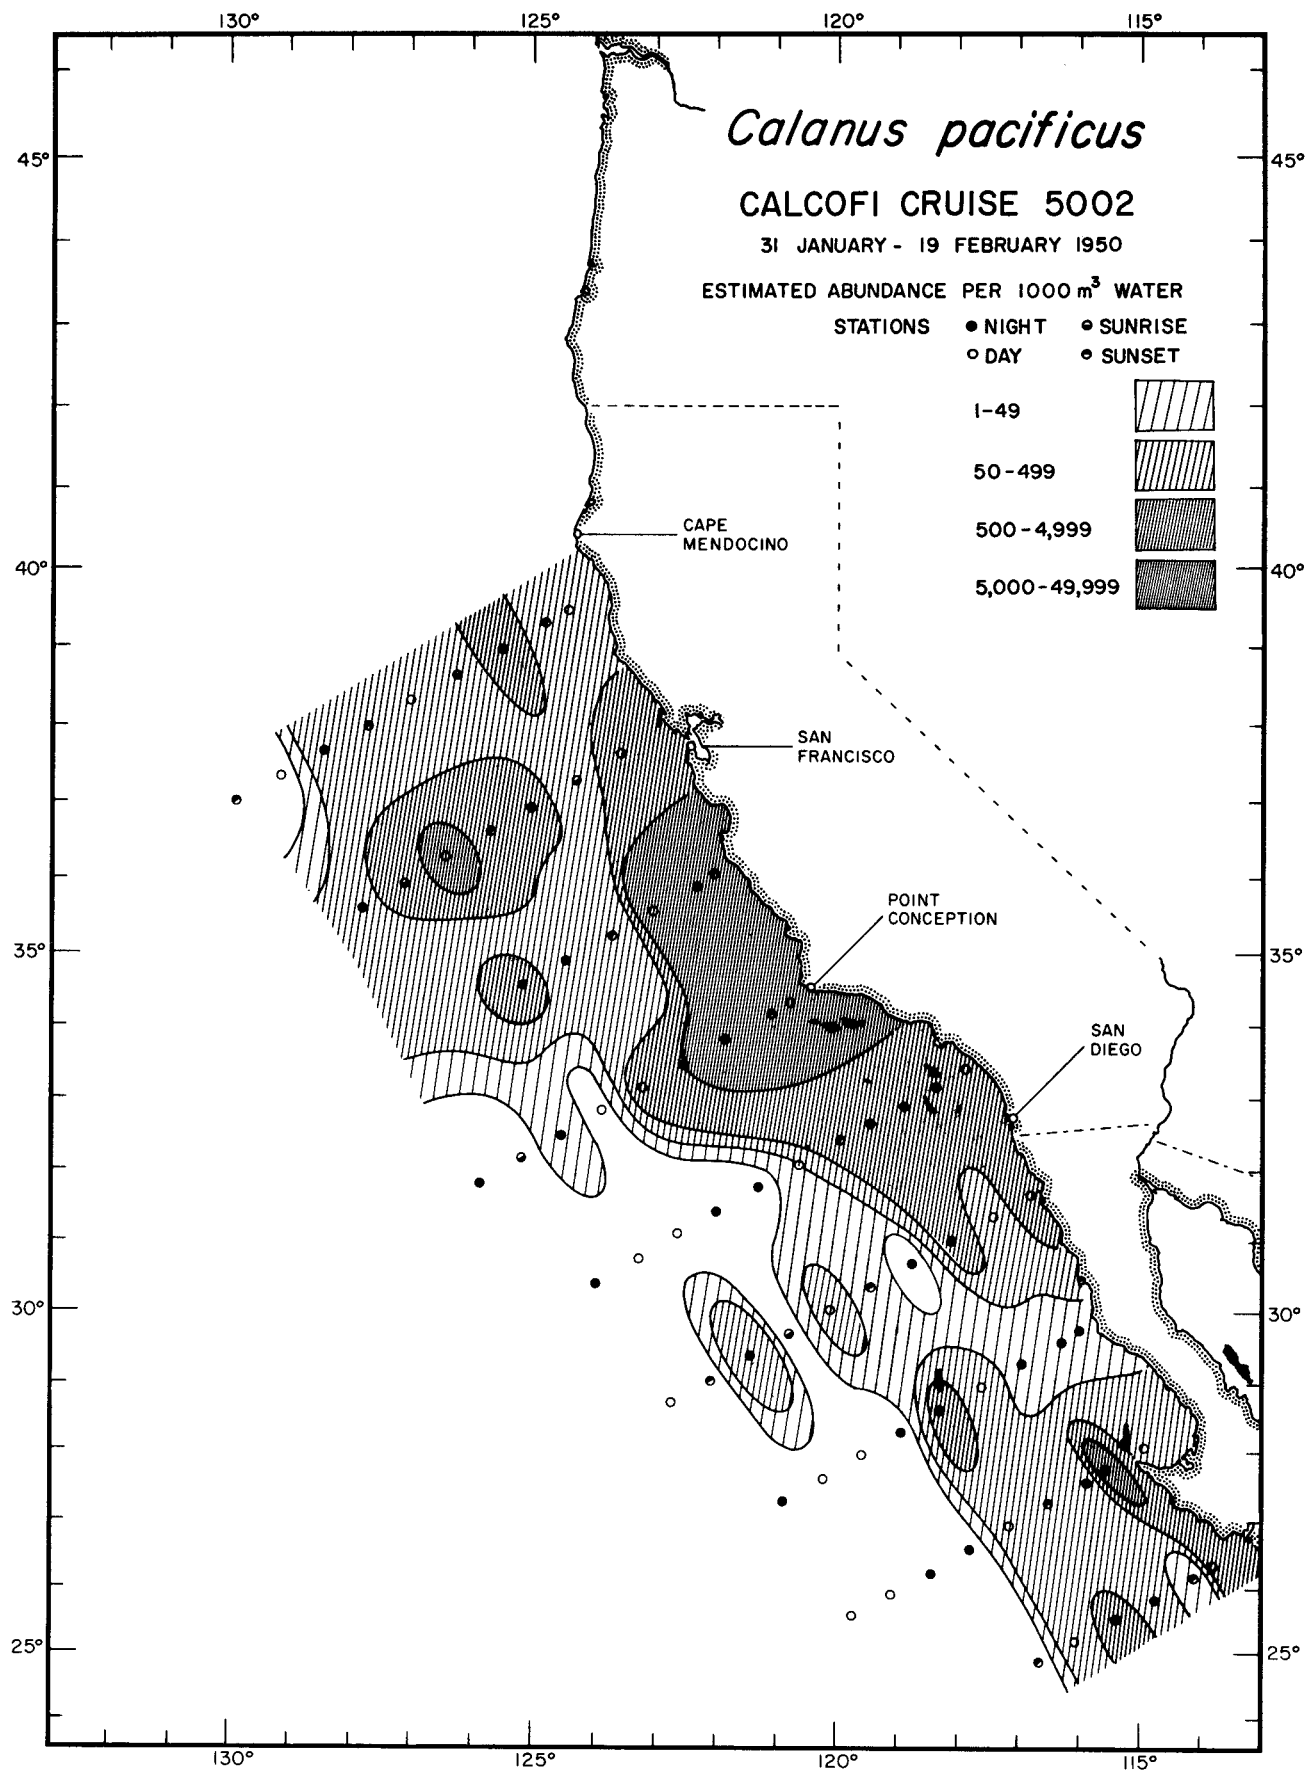 130° 125° 120° 115°
Calanus pacificus
45° 45°
CALCOFI CRUISE 5002
31 JANUARY - 19 FEBRUARY 1950
ESTIMATED ABUNDANCE PER 1000 m³ WATER
STATIONS ● NIGHT SUNRISE
○ DAY SUNSET
1-49
50-499
500-4,999
5,000-49,999
CAPE
MENDOCINO
40° 40°
SAN
FRANCISCO
POINT
CONCEPTION
35° 35°
SAN
DIEGO
30° 30°
25° 25°
130° 125° 120° 115°